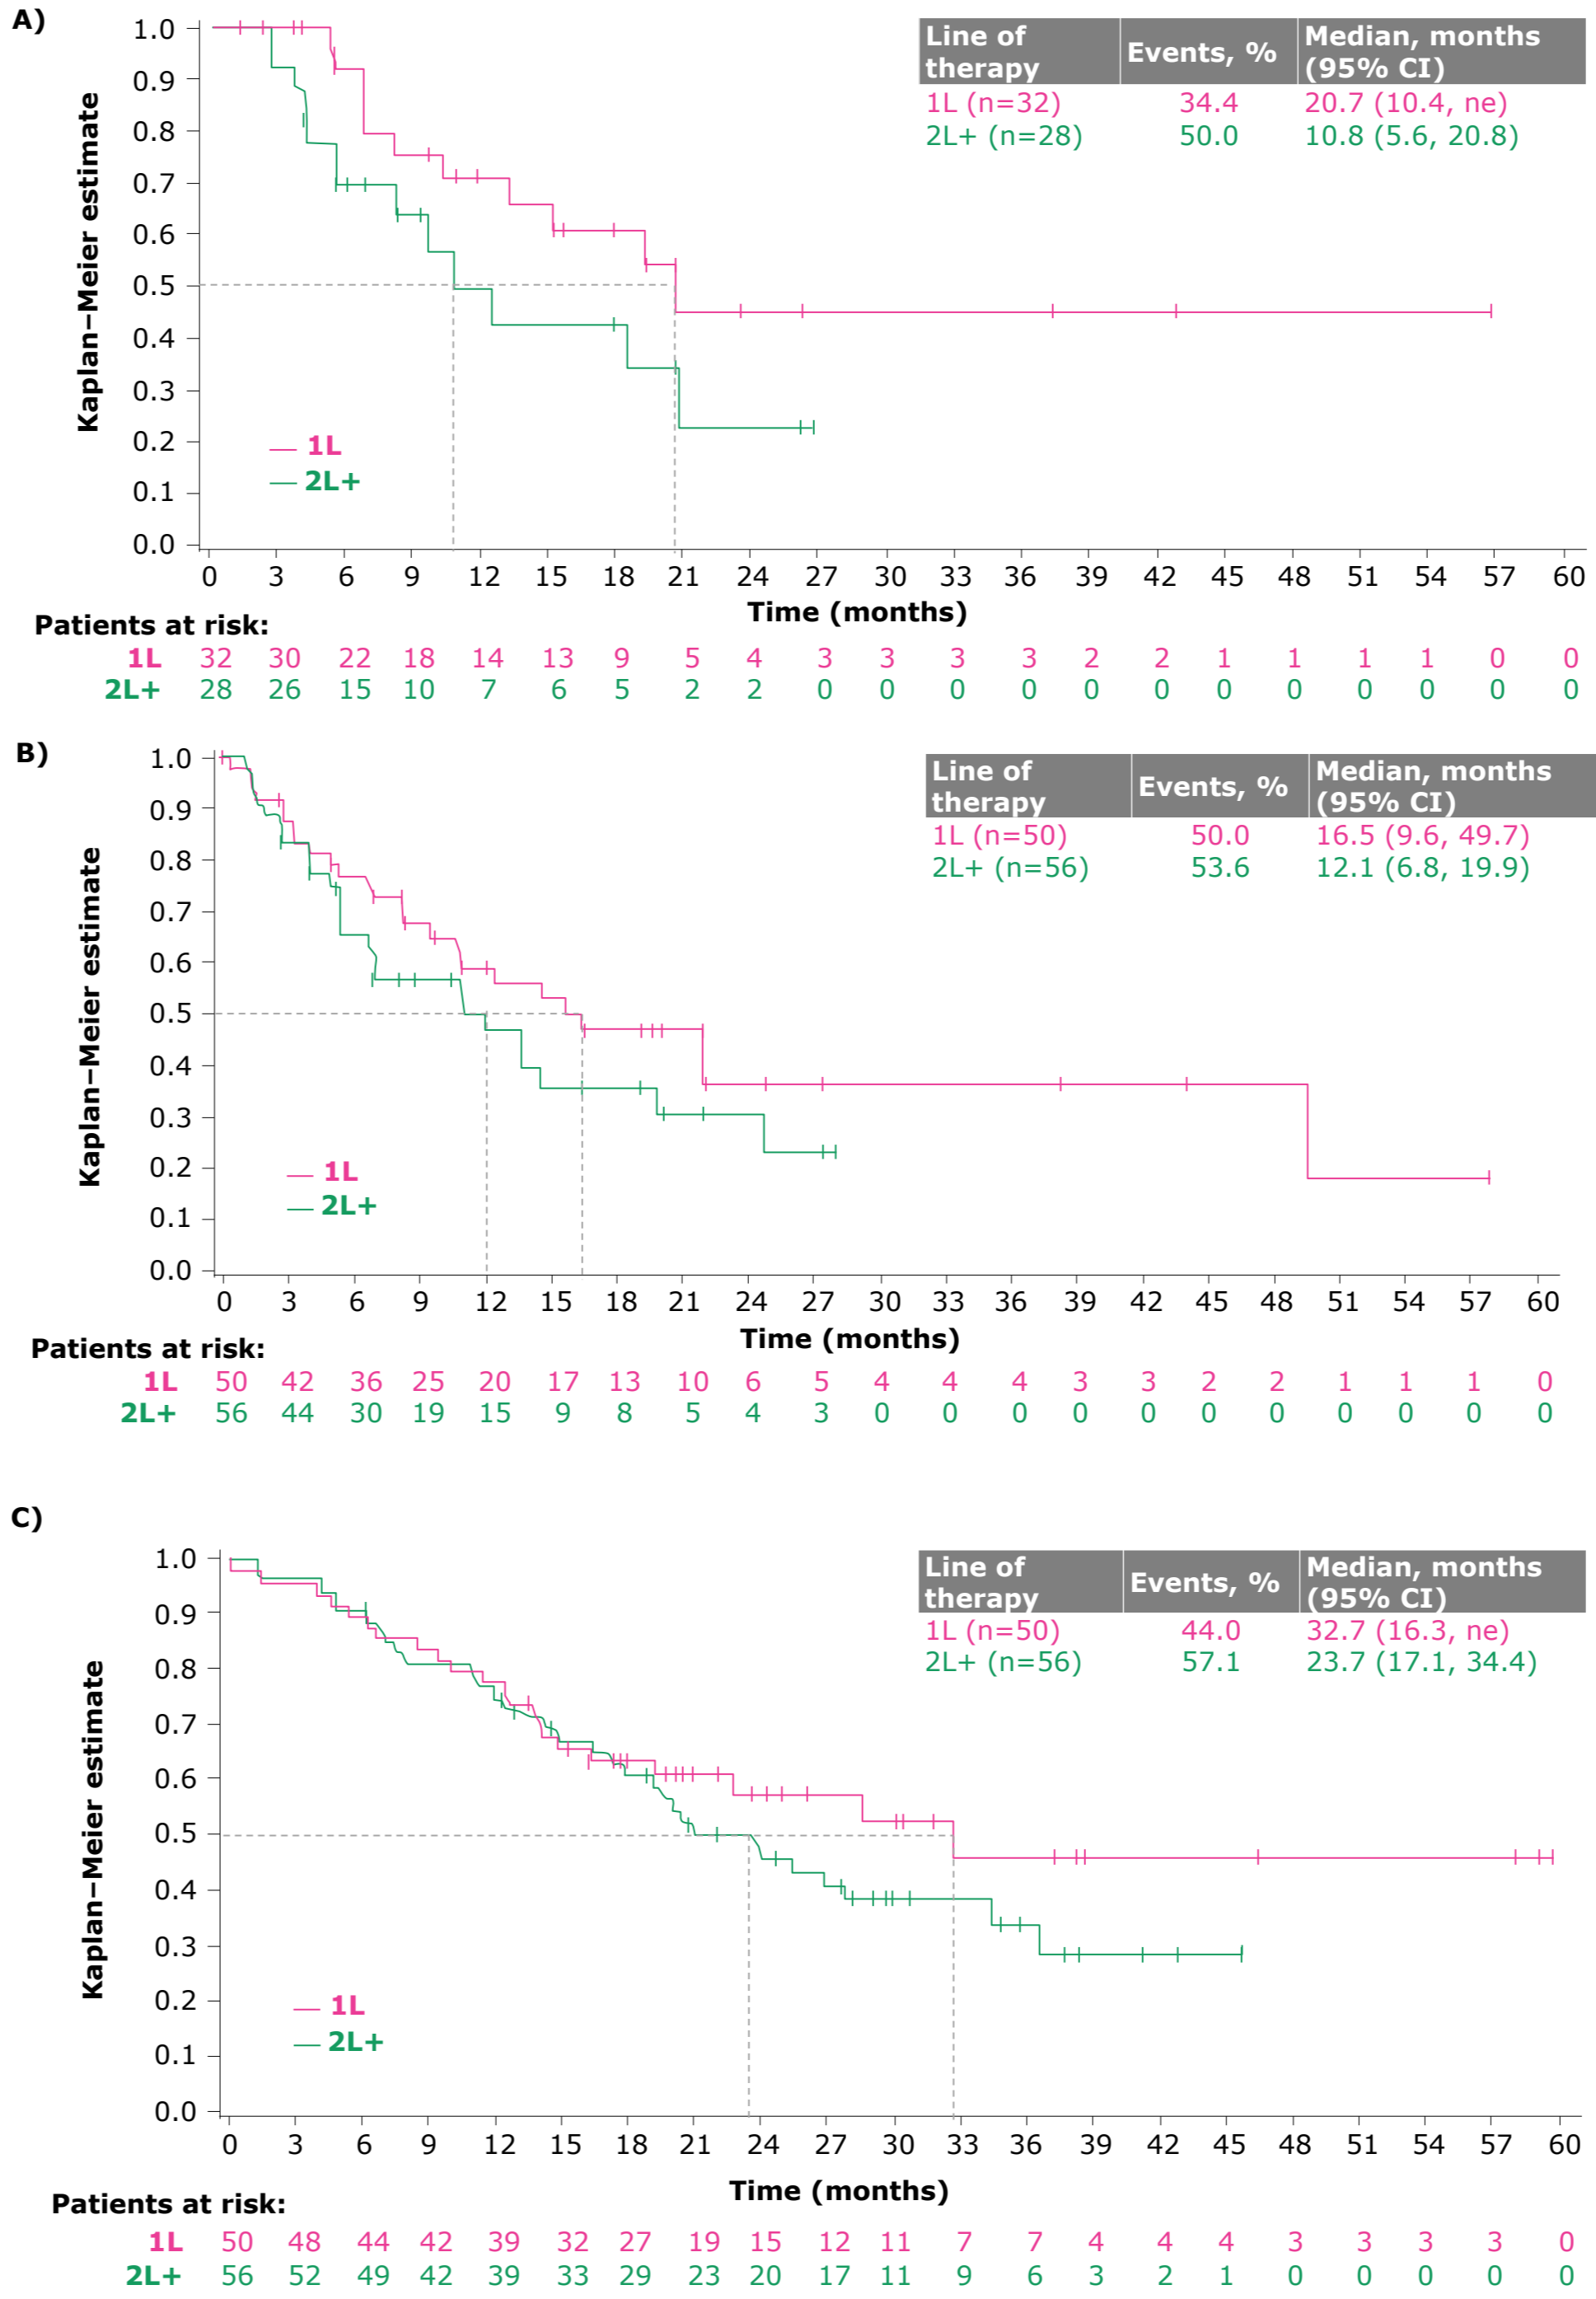 A)
Line of therapy Events, % Median, months (95% CI)
1L (n=32) 34.4 20.7 (10.4, ne)
2L+ (n=28) 50.0 10.8 (5.6, 20.8)
Kaplan–Meier estimate
1.0
0.9
0.8
0.7
0.6
0.5
0.4
0.3
0.2
0.1
0.0
1L
2L+
0 3 6 9 12 15 18 21 24 27 30 33 36 39 42 45 48 51 54 57 60
Time (months)
Patients at risk:
1L 32 30 22 18 14 13 9 5 4 3 3 3 3 2 2 1 1 1 1 0 0
2L+ 28 26 15 10 7 6 5 2 2 0 0 0 0 0 0 0 0 0 0 0 0
B)
Line of therapy Events, % Median, months (95% CI)
1L (n=50) 50.0 16.5 (9.6, 49.7)
2L+ (n=56) 53.6 12.1 (6.8, 19.9)
Kaplan–Meier estimate
1.0
0.9
0.8
0.7
0.6
0.5
0.4
0.3
0.2
0.1
0.0
1L
2L+
0 3 6 9 12 15 18 21 24 27 30 33 36 39 42 45 48 51 54 57 60
Time (months)
Patients at risk:
1L 50 42 36 25 20 17 13 10 6 5 4 4 4 3 3 2 2 1 1 1 0
2L+ 56 44 30 19 15 9 8 5 4 3 0 0 0 0 0 0 0 0 0 0 0
C)
Line of therapy Events, % Median, months (95% CI)
1L (n=50) 44.0 32.7 (16.3, ne)
2L+ (n=56) 57.1 23.7 (17.1, 34.4)
Kaplan–Meier estimate
1.0
0.9
0.8
0.7
0.6
0.5
0.4
0.3
0.2
0.1
0.0
1L
2L+
0 3 6 9 12 15 18 21 24 27 30 33 36 39 42 45 48 51 54 57 60
Time (months)
Patients at risk:
1L 50 48 44 42 39 32 27 19 15 12 11 7 7 4 4 4 3 3 3 3 0
2L+ 56 52 49 42 39 33 29 23 20 17 11 9 6 3 2 1 0 0 0 0 0